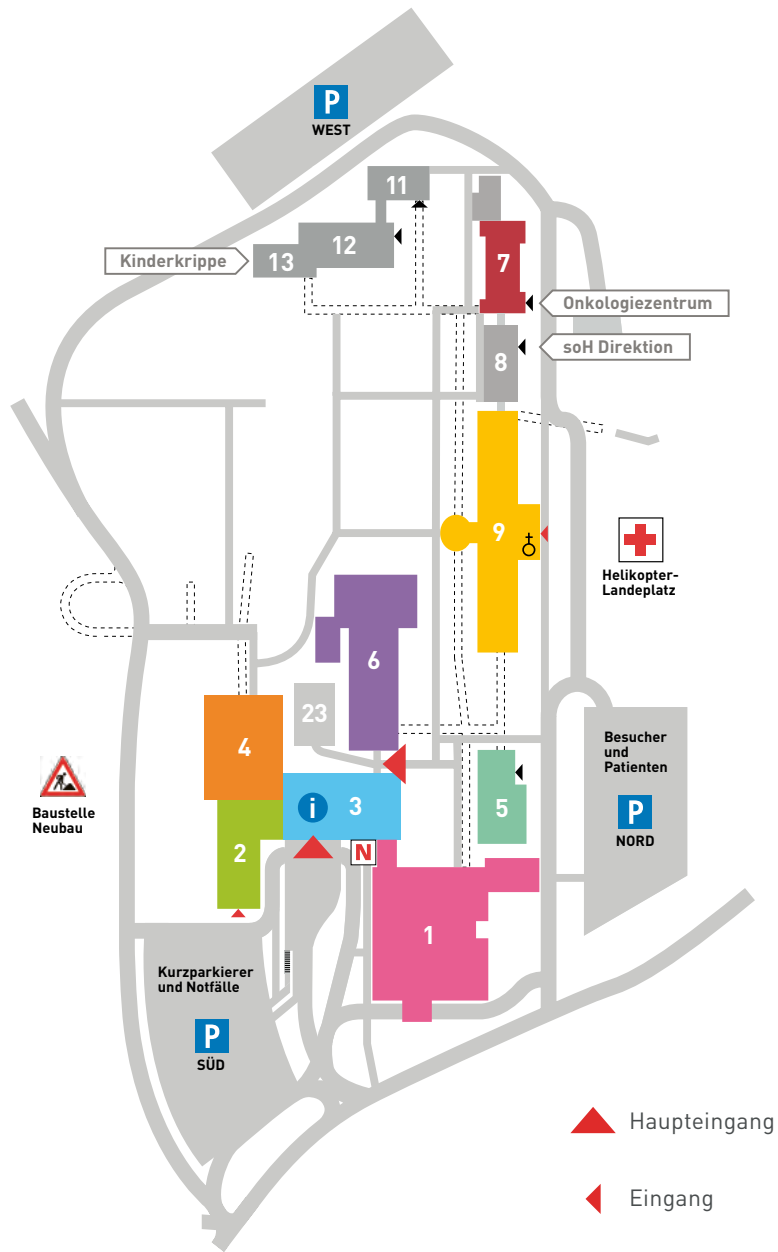 P
WEST
11
12
13
Kinderkrippe
7
Onkologiezentrum
8
soH Direktion
9
Helikopter-
Landeplatz
6
23
4
Baustelle
Neubau
i
3
N
2
5
Besucher
und
Patienten
P
NORD
1
Kurzparkierer
und Notfälle
P
SÜD
Haupteingang
Eingang